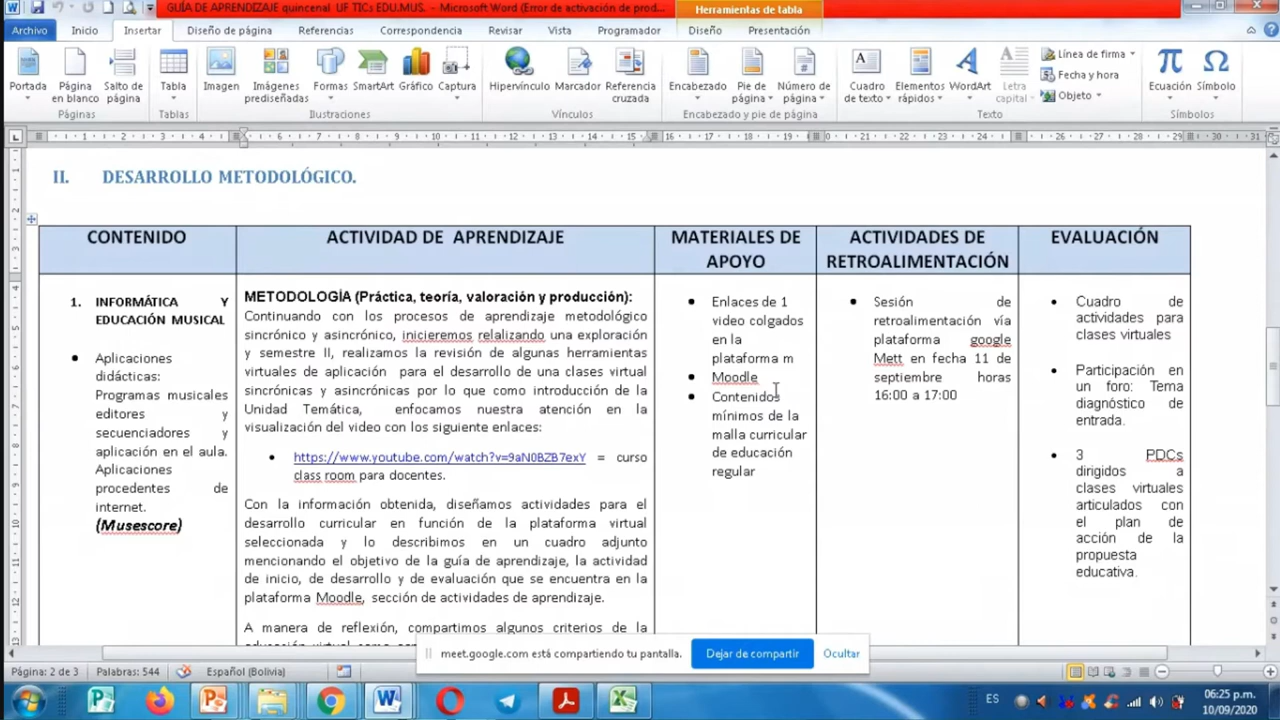 GUÍA DE APRENDIZAJE quincenal UF TICs EDU.MUS. - Microsoft Word (Error de activación de prod...
Herramientas de tabla
Archivo Inicio Insertar Diseño de página Referencias Correspondencia Revisar Vista Programador Diseño Presentación
Portada
Página en blanco
Salto de página
Tabla
Imagen
Imágenes prediseñadas
Formas
SmartArt
Gráfico
Captura
Hipervínculo
Marcador
Referencia cruzada
Encabezado
Pie de página
Número de página
Cuadro de texto
Elementos rápidos
WordArt
Letra capital
Línea de firma
Fecha y hora
Objeto
Ecuación
Símbolo
Páginas Tablas Ilustraciones Vínculos Encabezado y pie de página Texto Símbolos
II. DESARROLLO METODOLÓGICO.
CONTENIDO
ACTIVIDAD DE APRENDIZAJE
MATERIALES DE
APOYO
ACTIVIDADES DE
RETROALIMENTACIÓN
EVALUACIÓN
1. INFORMÁTICA Y
EDUCACIÓN MUSICAL
• Aplicaciones
didácticas:
Programas musicales
editores y
secuenciadores y
aplicación en el aula.
Aplicaciones
procedentes de
internet.
(Musescore)
METODOLOGÍA (Práctica, teoría, valoración y producción):
Continuando con los procesos de aprendizaje metodológico
sincrónico y asincrónico, inicieremos relalizando una exploración
y semestre II, realizamos la revisión de algunas herramientas
virtuales de aplicación para el desarrollo de una clases virtual
sincrónicas y asincrónicas por lo que como introducción de la
Unidad Temática, enfocamos nuestra atención en la
visualización del video con los siguiente enlaces:
• https://www.youtube.com/watch?v=9aN0BZB7exY = curso
class room para docentes.
Con la información obtenida, diseñamos actividades para el
desarrollo curricular en función de la plataforma virtual
seleccionada y lo describimos en un cuadro adjunto
mencionando el objetivo de la guía de aprendizaje, la actividad
de inicio, de desarrollo y de evaluación que se encuentra en la
plataforma Moodle, sección de actividades de aprendizaje.
A manera de reflexión, compartimos algunos criterios de la
• Enlaces de 1
video colgados
en la
plataforma m
• Moodle
• Contenidos
mínimos de la
malla curricular
de educación
regular
• Sesión de
retroalimentación vía
plataforma google
Mett en fecha 11 de
septiembre horas
16:00 a 17:00
• Cuadro de
actividades para
clases virtuales
• Participación en
un foro: Tema
diagnóstico de
entrada.
• 3 PDCs
dirigidos a
clases virtuales
articulados con
el plan de
acción de la
propuesta
educativa.
meet.google.com está compartiendo tu pantalla. Dejar de compartir Ocultar
Página: 2 de 3 Palabras: 544 Español (Bolivia)
ES
06:25 p.m.
10/09/2020